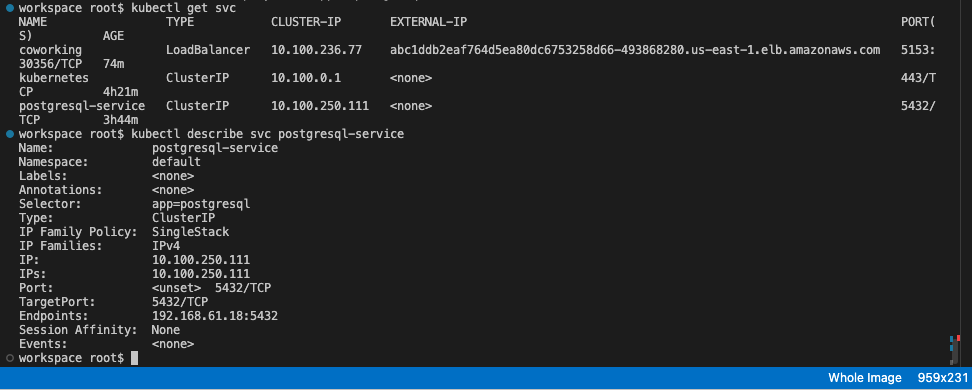 workspace root$ kubectl get svc
NAME TYPE CLUSTER-IP EXTERNAL-IP PORT(
S) AGE
coworking LoadBalancer 10.100.236.77 abc1ddb2eaf764d5ea80dc6753258d66-493868280.us-east-1.elb.amazonaws.com 5153:
30356/TCP 74m
kubernetes ClusterIP 10.100.0.1 <none> 443/T
CP 4h21m
postgresql-service ClusterIP 10.100.250.111 <none> 5432/
TCP 3h44m
workspace root$ kubectl describe svc postgresql-service
Name: postgresql-service
Namespace: default
Labels: <none>
Annotations: <none>
Selector: app=postgresql
Type: ClusterIP
IP Family Policy: SingleStack
IP Families: IPv4
IP: 10.100.250.111
IPs: 10.100.250.111
Port: <unset> 5432/TCP
TargetPort: 5432/TCP
Endpoints: 192.168.61.18:5432
Session Affinity: None
Events: <none>
workspace root$
Whole Image 959x231